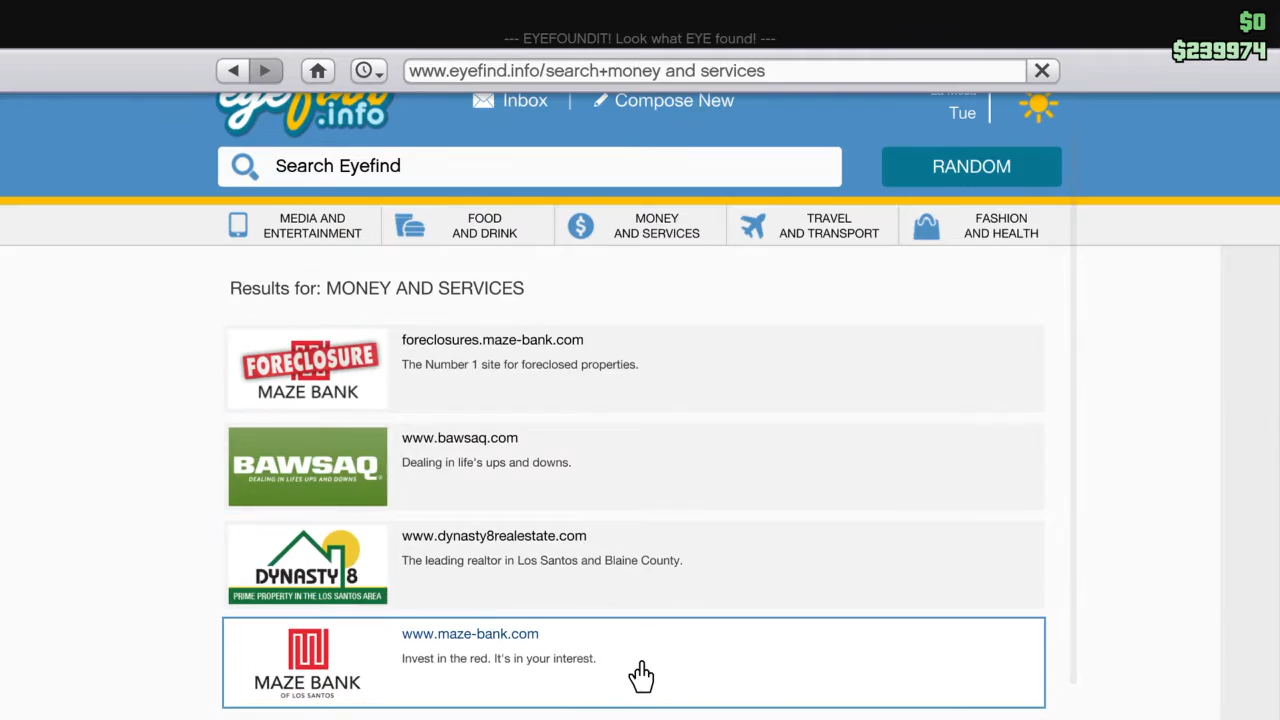 $0
$239974
--- EYEFOUNDIT! Look what EYE found! ---
www.eyefind.info/search+money and services
eyefind
.info
Inbox | Compose New
Tue
Search Eyefind
RANDOM
MEDIA AND
ENTERTAINMENT
FOOD
AND DRINK
MONEY
AND SERVICES
TRAVEL
AND TRANSPORT
FASHION
AND HEALTH
Results for: MONEY AND SERVICES
FORECLOSURE
MAZE BANK
foreclosures.maze-bank.com
The Number 1 site for foreclosed properties.
BAWSAQ
DEALING IN LIFE'S UPS AND DOWNS
www.bawsaq.com
Dealing in life's ups and downs.
DYNASTY 8
PRIME PROPERTY IN THE LOS SANTOS AREA
www.dynasty8realestate.com
The leading realtor in Los Santos and Blaine County.
MAZE BANK
OF LOS SANTOS
www.maze-bank.com
Invest in the red. It's in your interest.